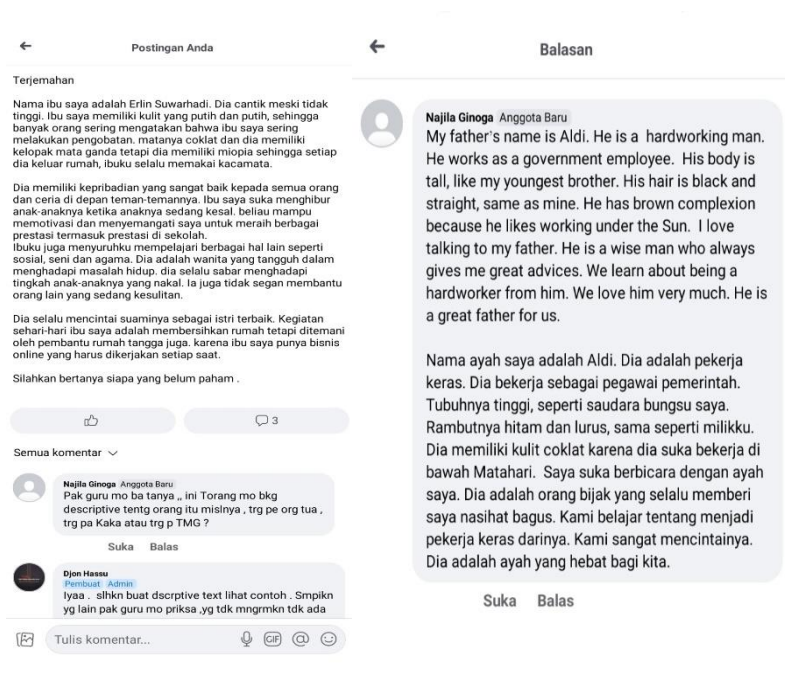 Postingan Anda
Terjemahan
Nama ibu saya adalah Erlin Suwarhadi. Dia cantik meski tidak
tinggi. Ibu saya memiliki kulit yang putih dan putih, sehingga
banyak orang sering mengatakan bahwa ibu saya sering
melakukan pengobatan. matanya coklat dan dia memiliki
kelopak mata ganda tetapi dia memiliki miopia sehingga setiap
dia keluar rumah, ibuku selalu memakai kacamata.
Dia memiliki kepribadian yang sangat baik kepada semua orang
dan ceria di depan teman-temannya. Ibu saya suka menghibur
anak-anaknya ketika anaknya sedang kesal. beliau mampu
memotivasi dan menyemangati saya untuk meraih berbagai
prestasi termasuk prestasi di sekolah.
Ibuku juga menyuruhku mempelajari berbagai hal lain seperti
sosial, seni dan agama. Dia adalah wanita yang tangguh dalam
menghadapi masalah hidup. dia selalu sabar menghadapi
tingkah anak-anaknya yang nakal. Ia juga tidak segan membantu
orang lain yang sedang kesulitan.
Dia selalu mencintai suaminya sebagai istri terbaik. Kegiatan
sehari-hari ibu saya adalah membersihkan rumah tetapi ditemani
oleh pembantu rumah tangga juga. karena ibu saya punya bisnis
online yang harus dikerjakan setiap saat.
Silahkan bertanya siapa yang belum paham .
3
Semua komentar
Najila Ginoga Anggota Baru
Pak guru mo ba tanya ,, ini Torang mo bkg
descriptive tentg orang itu mislnya , trg pe org tua ,
trg pa Kaka atau trg p TMG ?
Suka Balas
Djon Hassu
Pembuat Admin
Iyaa . slhkn buat dscrptive text lihat contoh . Smpikn
yg lain pak guru mo priksa ,yg tdk mngrmkn tdk ada
Tulis komentar...
GIF
Balasan
Najila Ginoga Anggota Baru
My father's name is Aldi. He is a hardworking man.
He works as a government employee. His body is
tall, like my youngest brother. His hair is black and
straight, same as mine. He has brown complexion
because he likes working under the Sun. I love
talking to my father. He is a wise man who always
gives me great advices. We learn about being a
hardworker from him. We love him very much. He is
a great father for us.
Nama ayah saya adalah Aldi. Dia adalah pekerja
keras. Dia bekerja sebagai pegawai pemerintah.
Tubuhnya tinggi, seperti saudara bungsu saya.
Rambutnya hitam dan lurus, sama seperti milikku.
Dia memiliki kulit coklat karena dia suka bekerja di
bawah Matahari. Saya suka berbicara dengan ayah
saya. Dia adalah orang bijak yang selalu memberi
saya nasihat bagus. Kami belajar tentang menjadi
pekerja keras darinya. Kami sangat mencintainya.
Dia adalah ayah yang hebat bagi kita.
Suka Balas